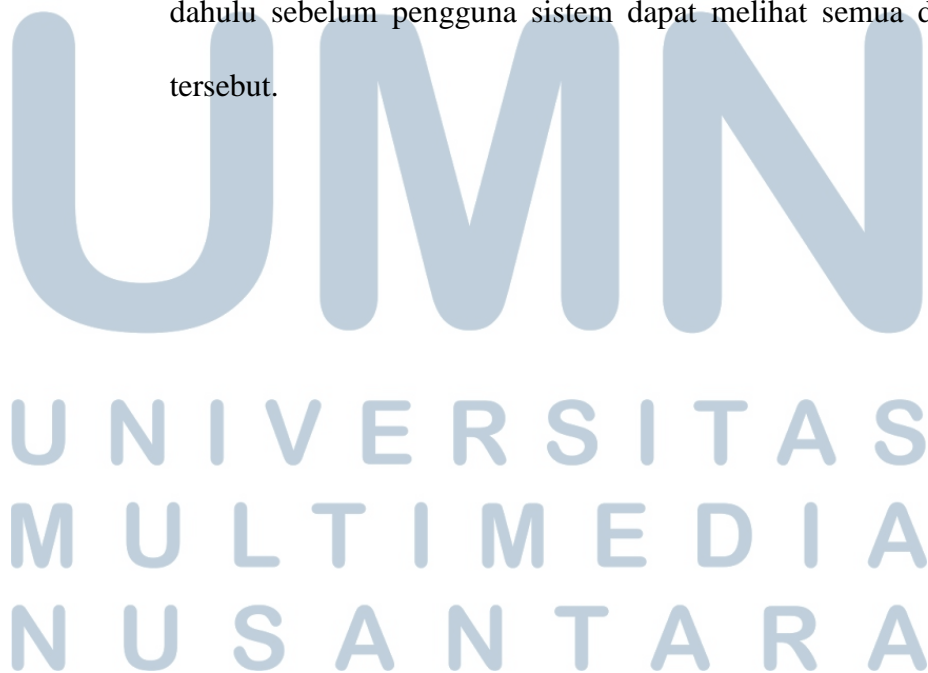 dahulu sebelum pengguna sistem dapat melihat semua
tersebut.
UMN
UNIVERSITAS
MULTIMEDIA
NUSANTARA